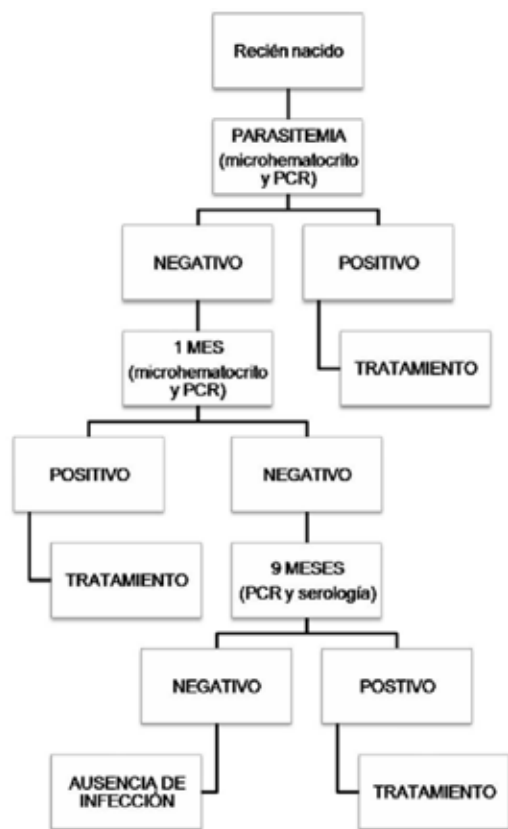 Recién nacido
PARASITEMIA
(microhematocrito
y PCR)
NEGATIVO
POSITIVO
1 MES
(microhematocrito
y PCR)
TRATAMIENTO
POSITIVO
NEGATIVO
TRATAMIENTO
9 MESES
(PCR y serología)
NEGATIVO
POSTIVO
AUSENCIA DE
INFECCIÓN
TRATAMIENTO